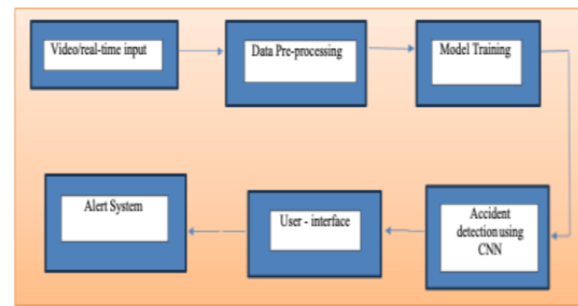 Video/real-time input
Data Pre-processing
Model Training
Accident
detection using
CNN
User - interface
Alert System